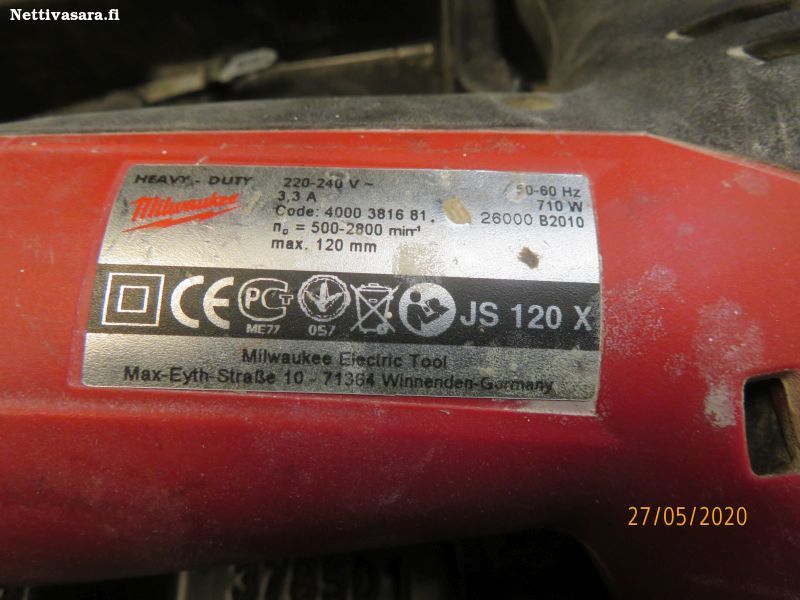 Nettivasara.fi
HEAVY-DUTY
Milwaukee
220-240 V ~
3,3 A
Code: 4000 3816 81.
n₀ = 500-2800 min⁻¹
max. 120 mm
50-60 Hz
710 W
26000 B2010
PCT
ME77
057
JS 120 X
Milwaukee Electric Tool
Max-Eyth-Straße 10 - 71364 Winnenden-Germany
27/05/2020